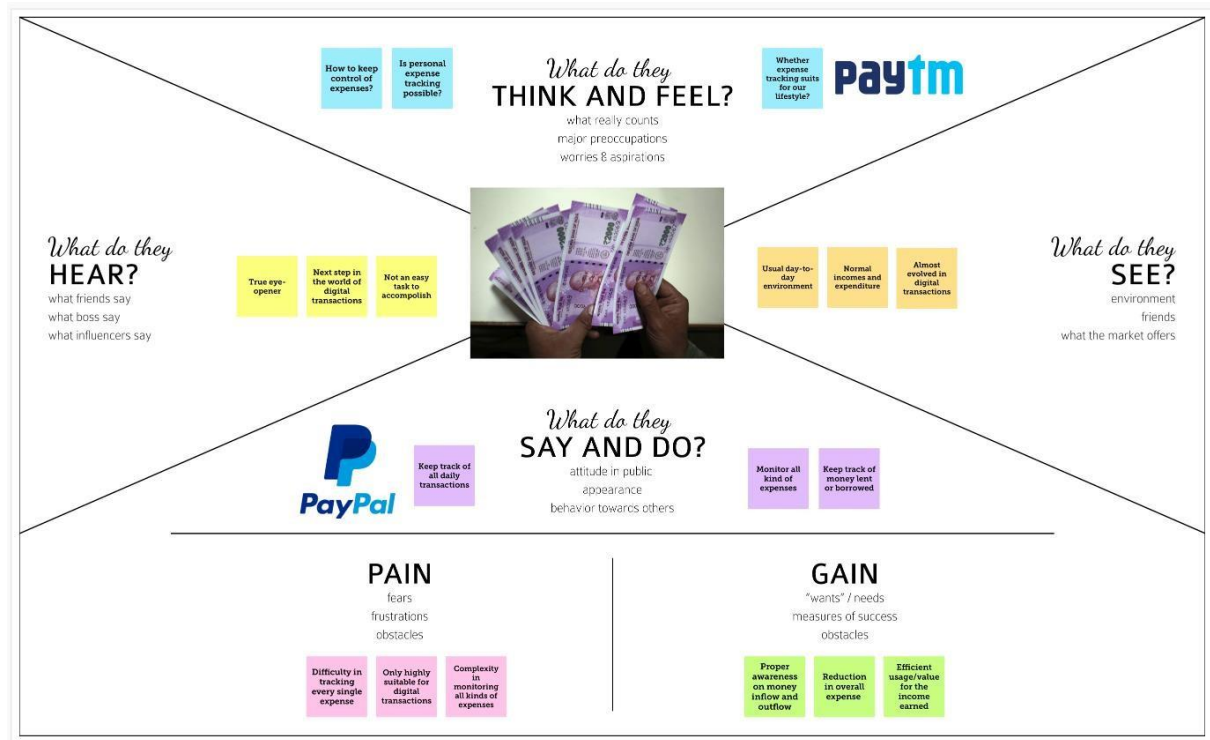 How to keep
control of
expenses?
Is personal
expense
tracking
possible?
What do they
THINK AND FEEL?
what really counts
major preoccupations
worries & aspirations
Whether
expense
tracking suits
for our
lifestyle?
paytm
What do they
HEAR?
what friends say
what boss say
what influencers say
True eye-
opener
Next step in
the world of
digital
transactions
Not an easy
task to
accomplish
₹2000
Usual day-to-
day
environment
Normal
incomes and
expenditure
Almost
evolved in
digital
transactions
What do they
SEE?
environment
friends
what the market offers
PayPal
Keep track of
all daily
transactions
What do they
SAY AND DO?
attitude in public
appearance
behavior towards others
Monitor all
kind of
expenses
Keep track of
money lent
or borrowed
PAIN
fears
frustrations
obstacles
Difficulty in
tracking
every single
expense
Only highly
suitable for
digital
transactions
Complexity
in
monitoring
all kinds of
expenses
GAIN
"wants" / needs
measures of success
obstacles
Proper
awareness
on money
inflow and
outflow
Reduction
in overall
expense
Efficient
usage/value
for the
income
earned